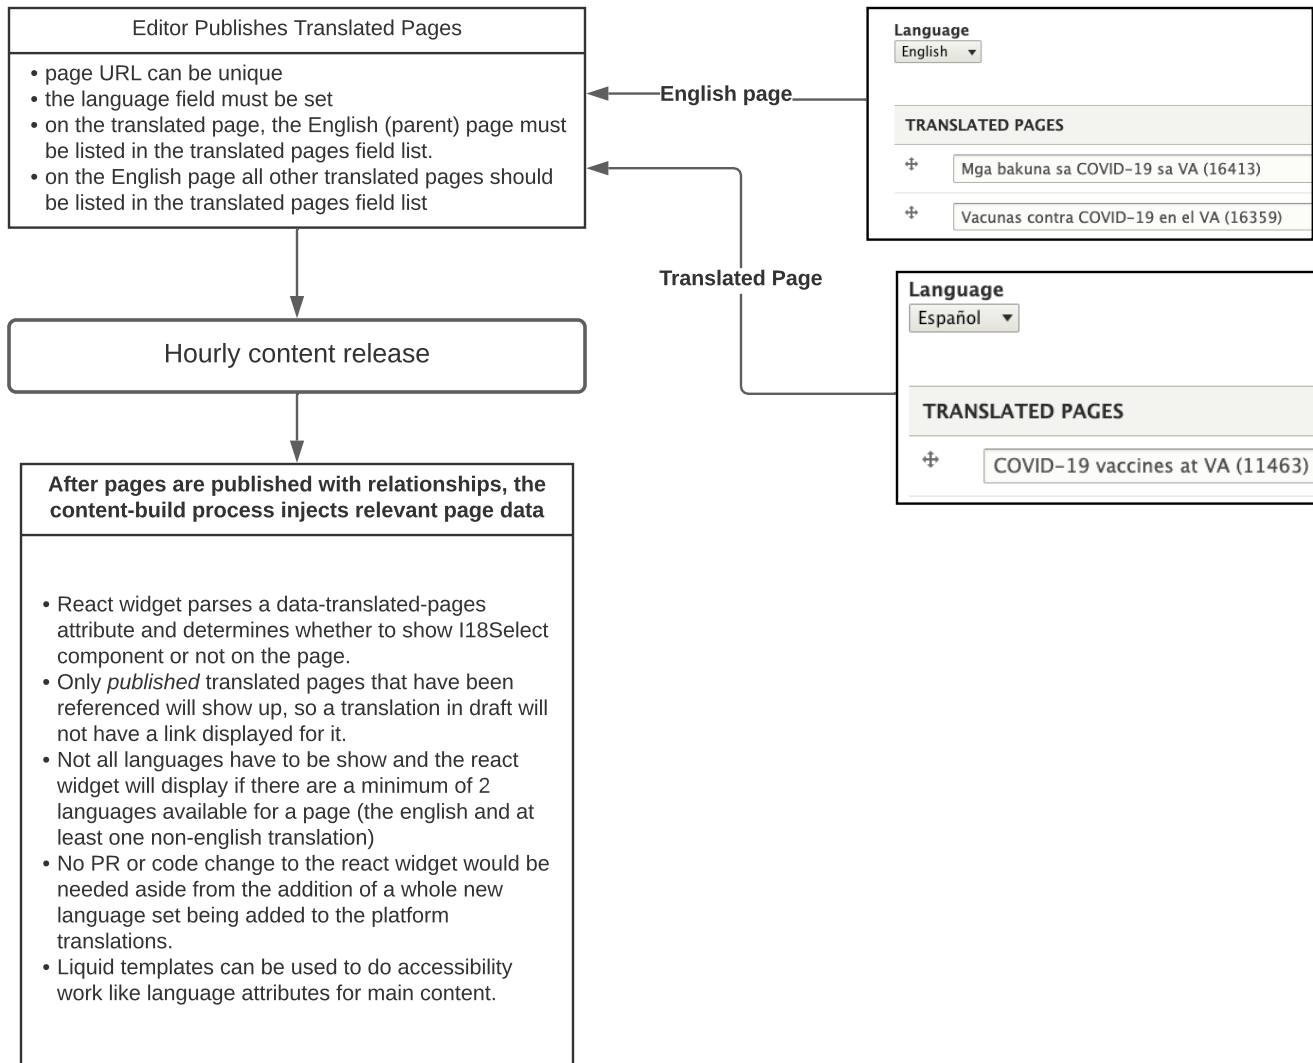 Editor Publishes Translated Pages
• page URL can be unique
• the language field must be set
• on the translated page, the English (parent) page must
be listed in the translated pages field list.
• on the English page all other translated pages should
be listed in the translated pages field list
English page
Language
English
TRANSLATED PAGES
Mga bakuna sa COVID-19 sa VA (16413)
Vacunas contra COVID-19 en el VA (16359)
Translated Page
Language
Español
TRANSLATED PAGES
COVID-19 vaccines at VA (11463)
Hourly content release
After pages are published with relationships, the
content-build process injects relevant page data
• React widget parses a data-translated-pages
attribute and determines whether to show I18Select
component or not on the page.
• Only published translated pages that have been
referenced will show up, so a translation in draft will
not have a link displayed for it.
• Not all languages have to be show and the react
widget will display if there are a minimum of 2
languages available for a page (the english and at
least one non-english translation)
• No PR or code change to the react widget would be
needed aside from the addition of a whole new
language set being added to the platform
translations.
• Liquid templates can be used to do accessibility
work like language attributes for main content.